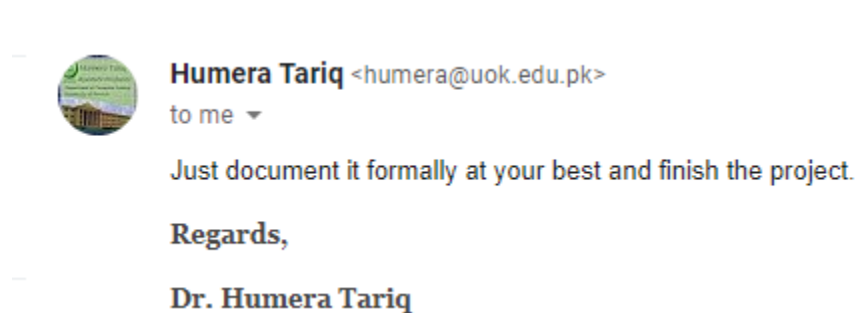 Humera Tariq <humera@uok.edu.pk>
to me
Just document it formally at your best and finish the project.
Regards,
Dr. Humera Tariq